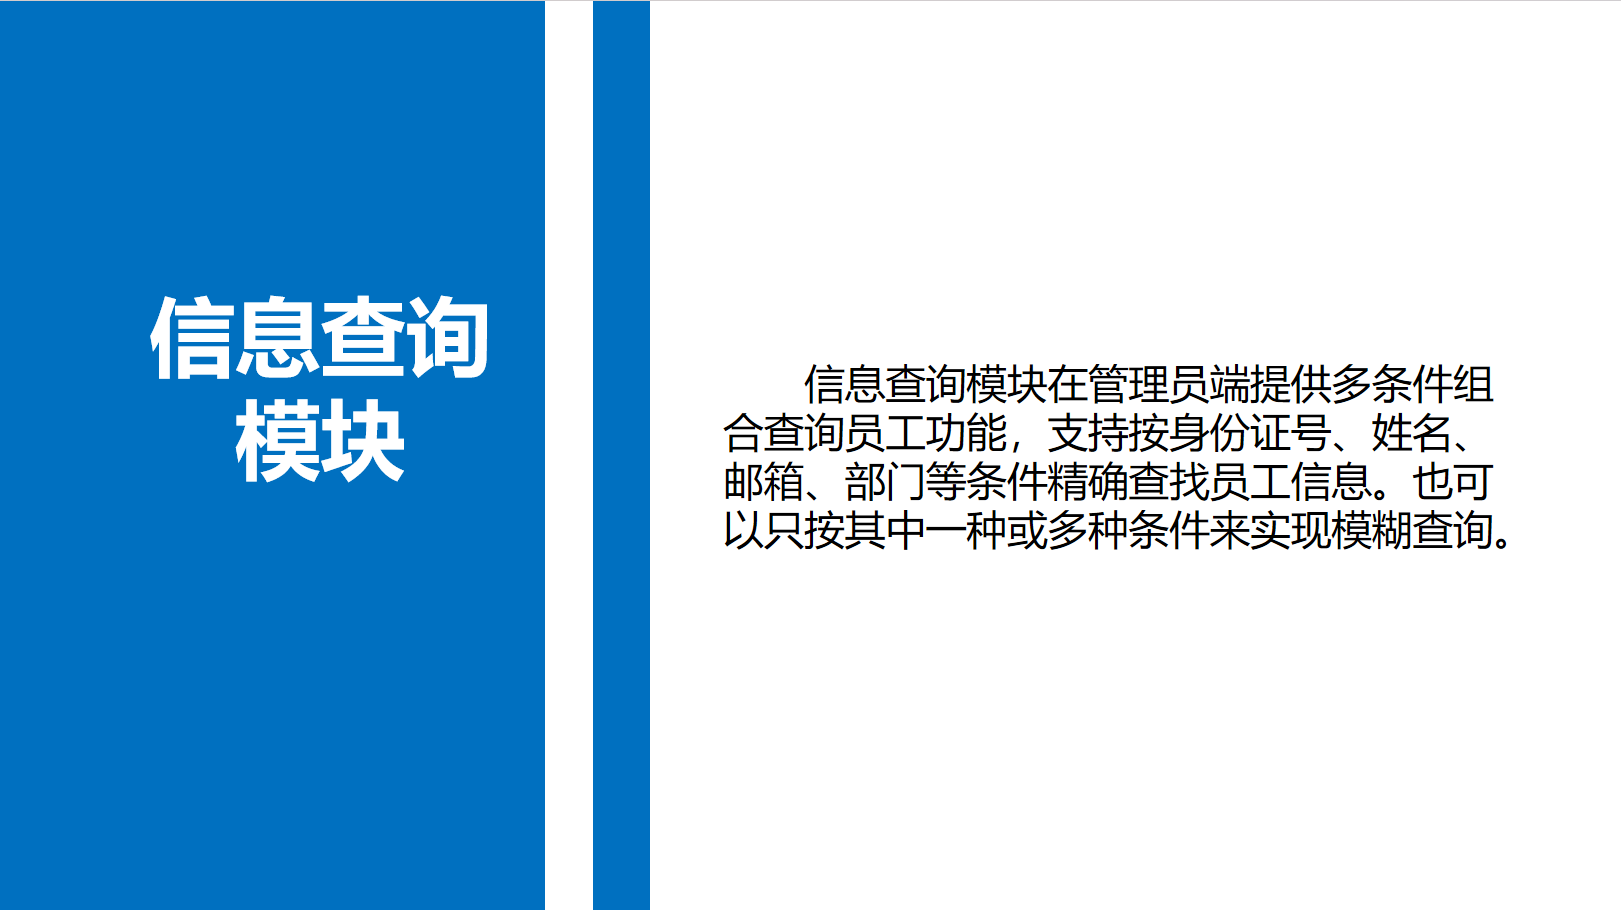 信息查询
模块
信息查询模块在管理员端提供多条件组
合查询员工功能，支持按身份证号、姓名、
邮箱、部门等条件精确查找员工信息。也可
以只按其中一种或多种条件来实现模糊查询。